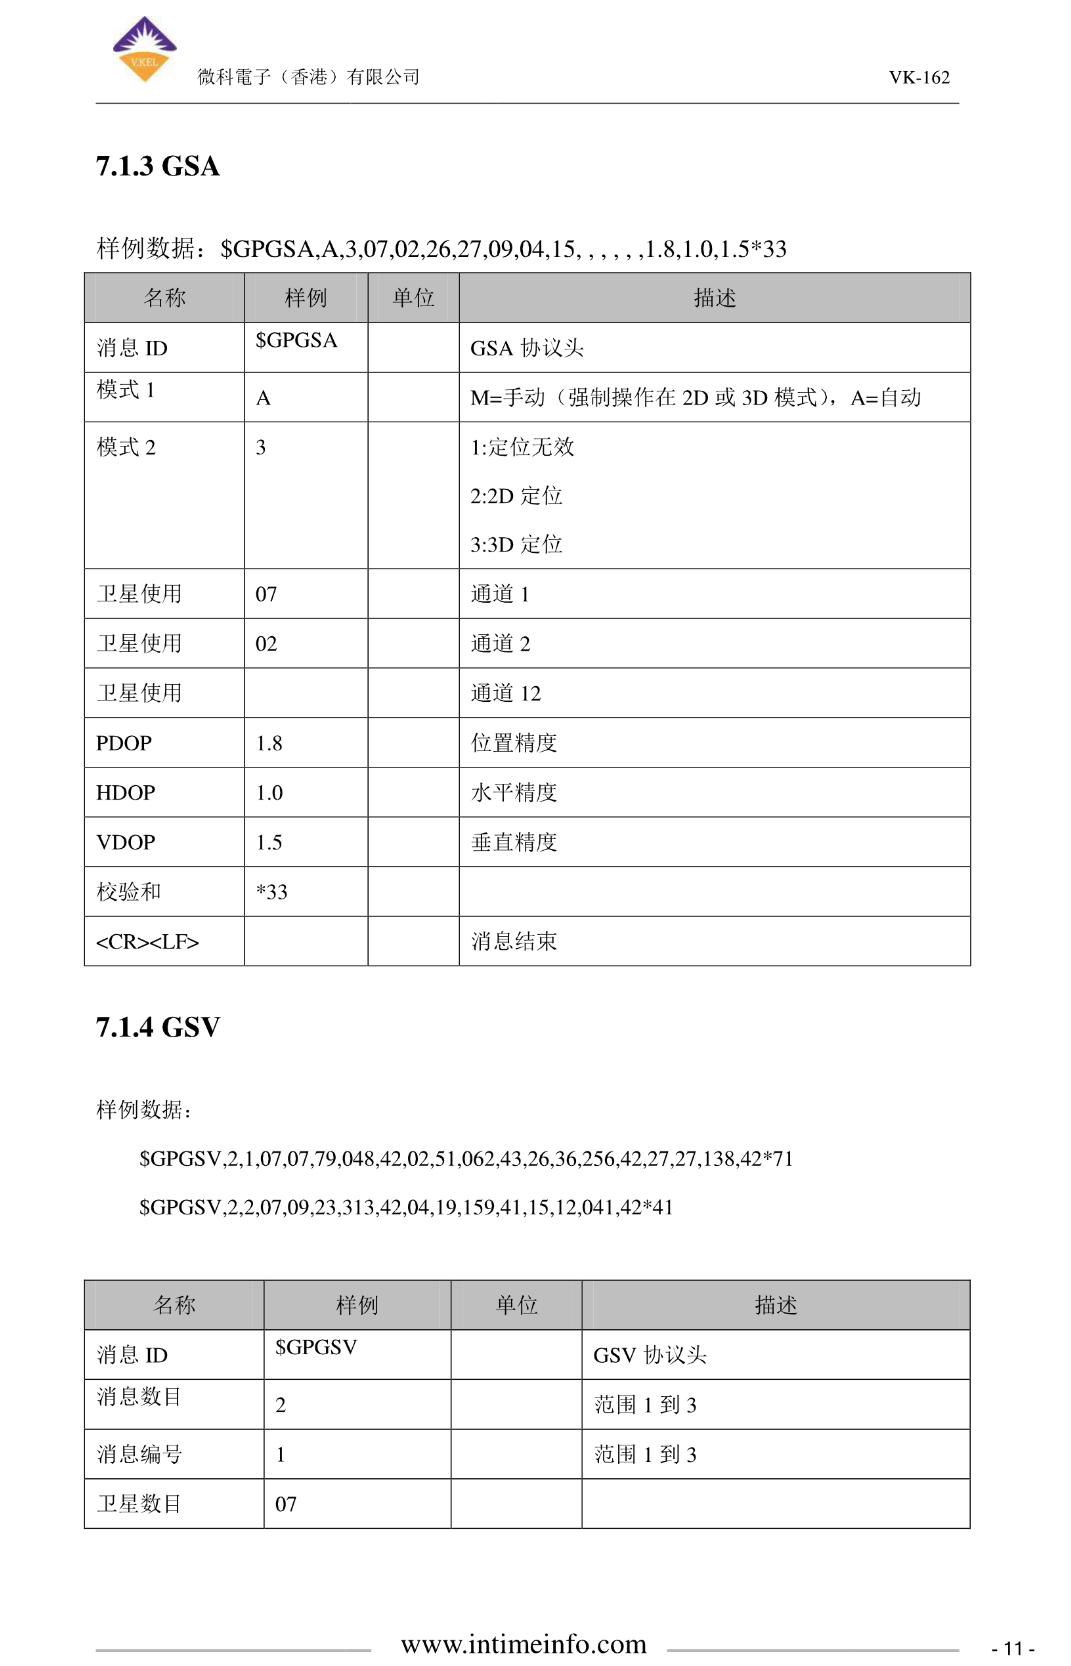 V.KEL
微科電子（香港）有限公司 VK-162
7.1.3 GSA
样例数据：$GPGSA,A,3,07,02,26,27,09,04,15, , , , , ,1.8,1.0,1.5*33
名称 样例 单位 描述
消息 ID $GPGSA GSA 协议头
模式 1 A M=手动（强制操作在 2D 或 3D 模式），A=自动
模式 2 3 1:定位无效
2:2D 定位
3:3D 定位
卫星使用 07 通道 1
卫星使用 02 通道 2
卫星使用 通道 12
PDOP 1.8 位置精度
HDOP 1.0 水平精度
VDOP 1.5 垂直精度
校验和 *33
<CR><LF> 消息结束
7.1.4 GSV
样例数据：
$GPGSV,2,1,07,07,79,048,42,02,51,062,43,26,36,256,42,27,27,138,42*71
$GPGSV,2,2,07,09,23,313,42,04,19,159,41,15,12,041,42*41
名称 样例 单位 描述
消息 ID $GPGSV GSV 协议头
消息数目 2 范围 1 到 3
消息编号 1 范围 1 到 3
卫星数目 07
www.intimeinfo.com - 11 -